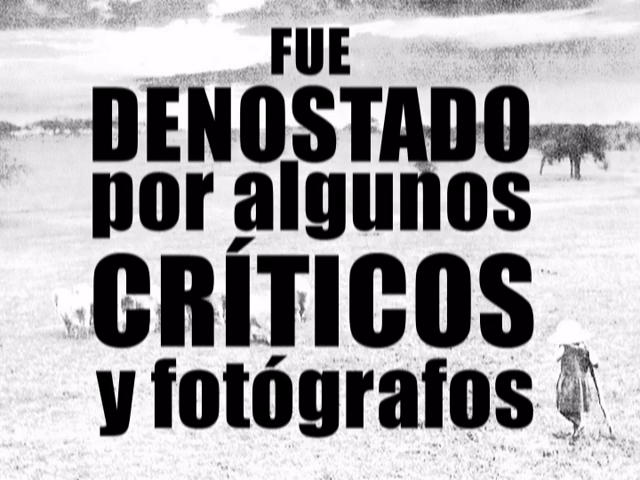 FUE
DENOSTADO
por algunos
CRÍTICOS
y fotógrafos